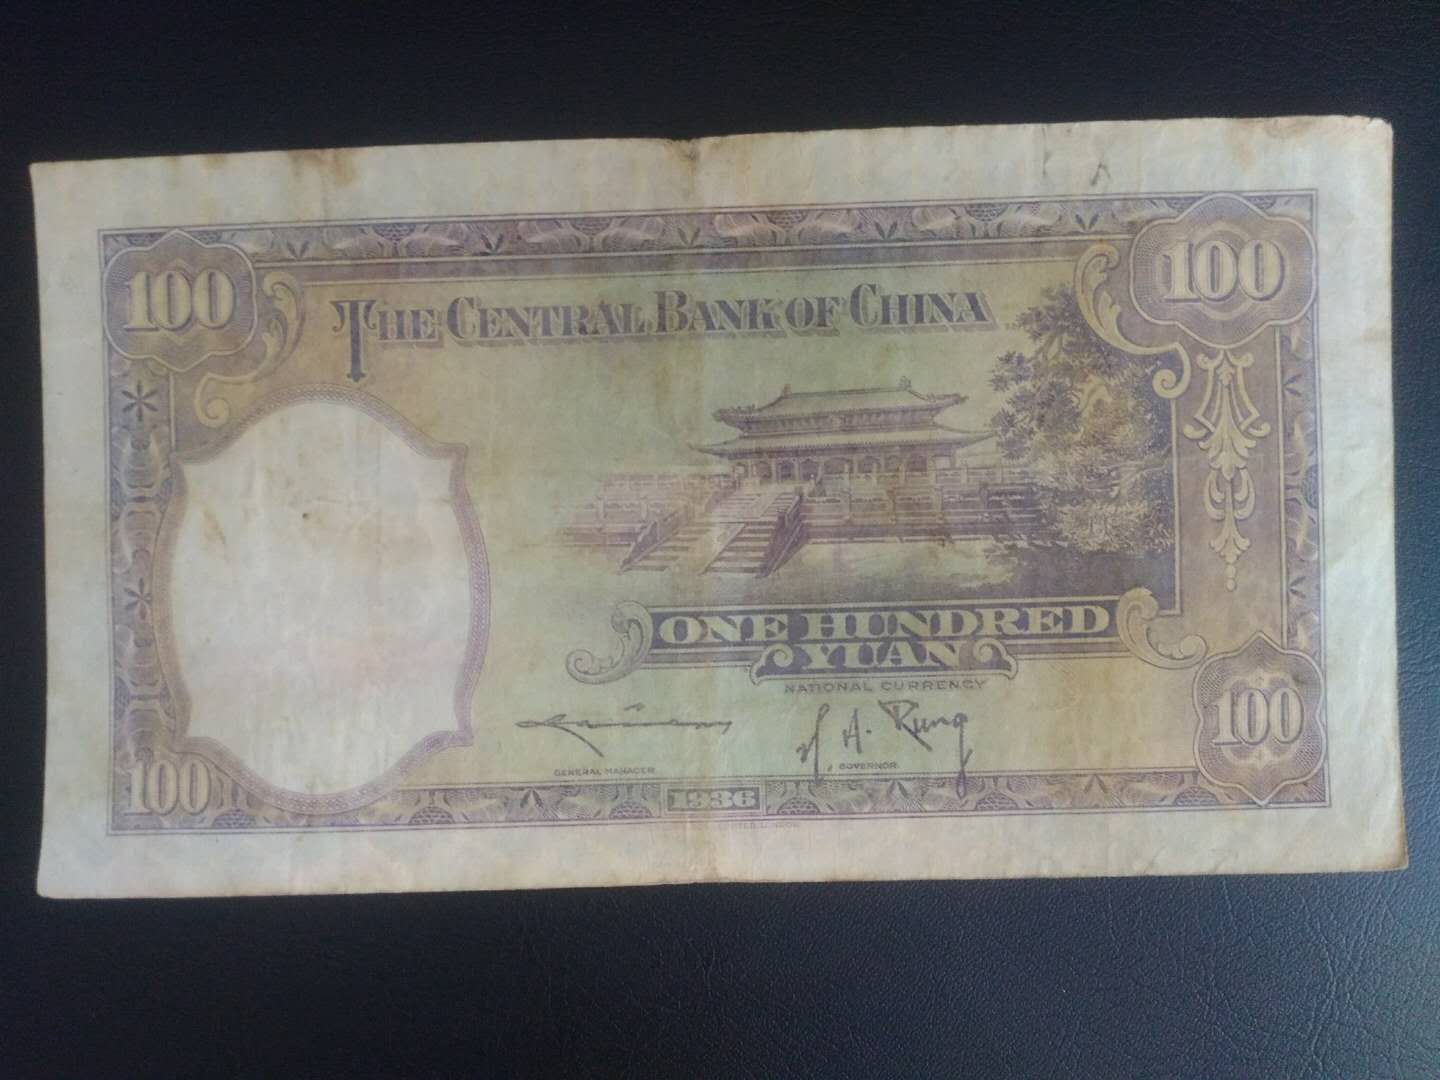 100
100
THE CENTRAL BANK OF CHINA
ONE HUNDRED
YUAN
NATIONAL CURRENCY
H. A. Kung
GENERAL MANAGER
GOVERNOR
100
100
1936